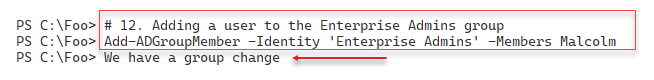 PS C:\Foo> # 12. Adding a user to the Enterprise Admins group
PS C:\Foo> Add-ADGroupMember -Identity 'Enterprise Admins' -Members Malcolm
PS C:\Foo> We have a group change